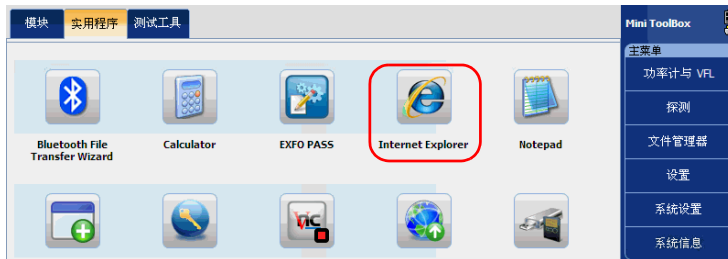 模块 实用程序 测试工具
Mini ToolBox
主菜单
功率计与 VFL
探测
文件管理器
设置
系统设置
系统信息
Bluetooth File
Transfer Wizard
Calculator
EXFO PASS
Internet Explorer
Notepad